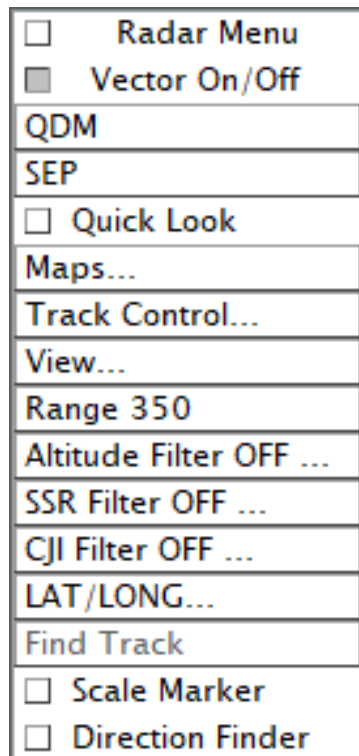 Radar Menu
Vector On/Off
QDM
SEP
Quick Look
Maps...
Track Control...
View...
Range 350
Altitude Filter OFF ...
SSR Filter OFF ...
CJI Filter OFF ...
LAT/LONG...
Find Track
Scale Marker
Direction Finder